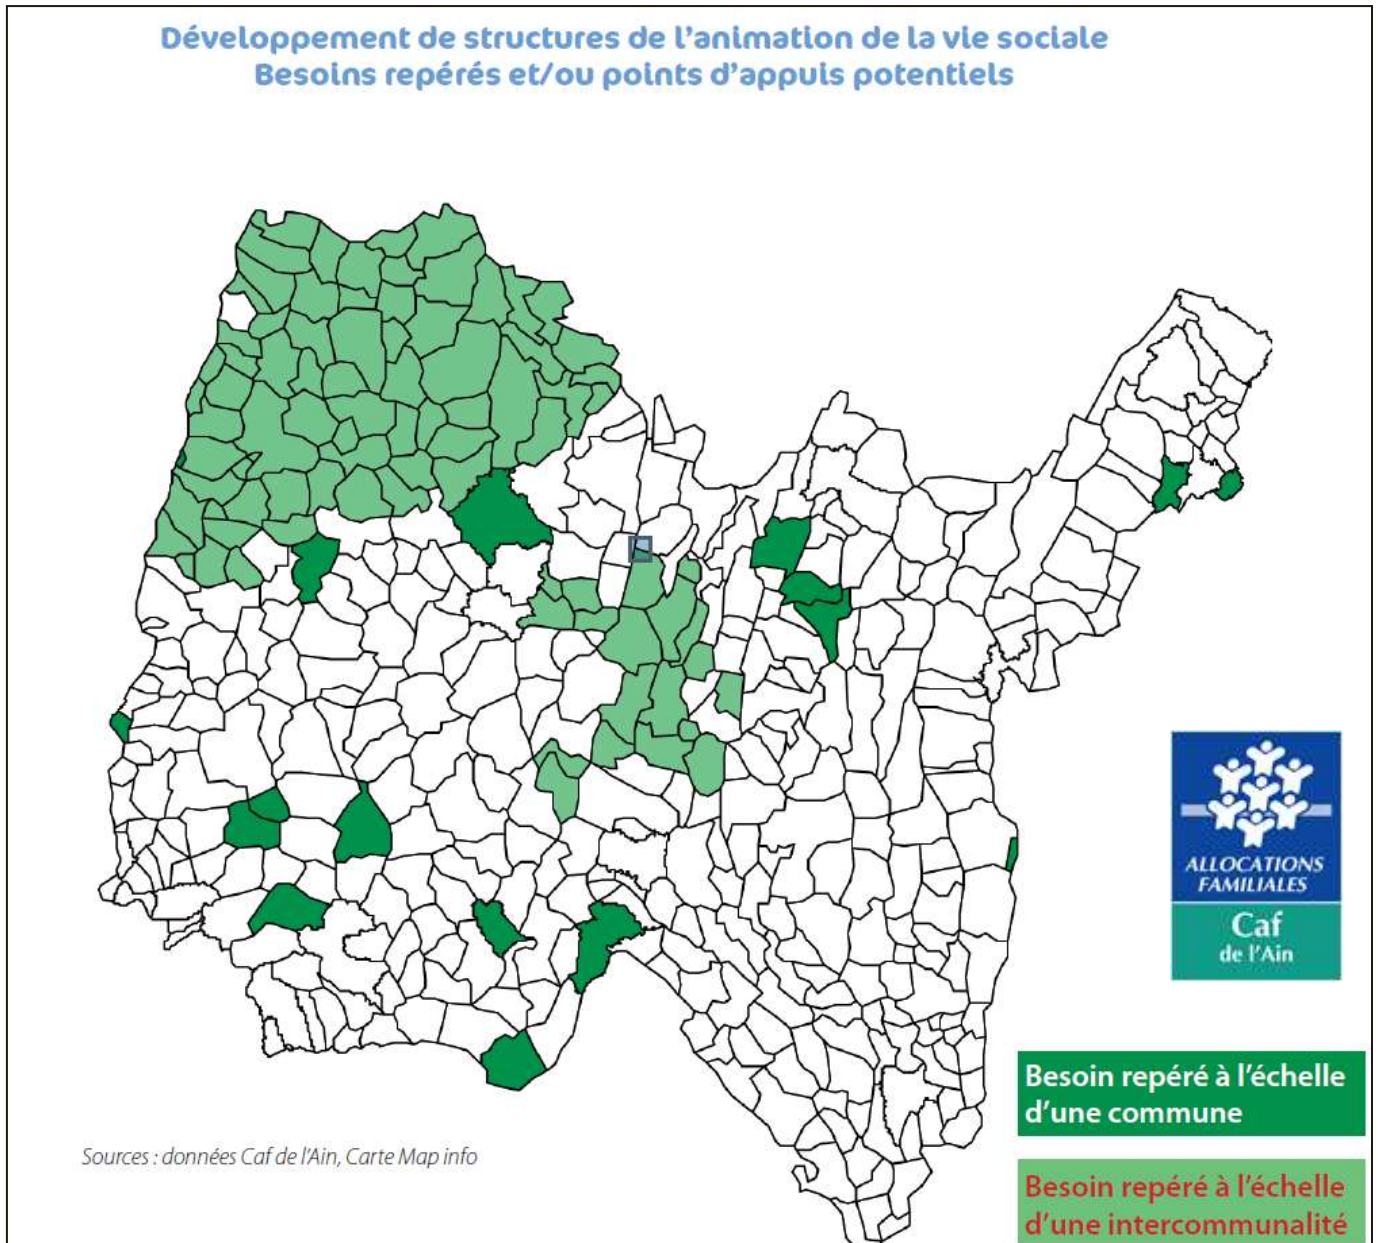 Développement de structures de l'animation de la vie sociale
Besoins repérés et/ou points d'appuis potentiels
ALLOCATIONS
FAMILIALES
Caf
de l'Ain
Besoin repéré à l'échelle
d'une commune
Sources : données Caf de l'Ain, Carte Map info
Besoin repéré à l'échelle
d'une intercommunalité